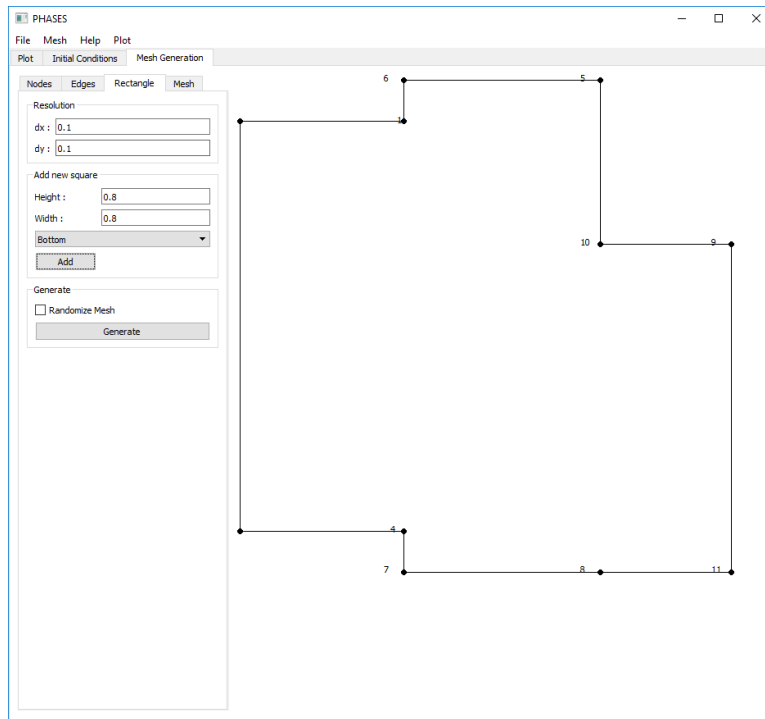 PHASES
File Mesh Help Plot
Plot Initial Conditions Mesh Generation
Nodes Edges Rectangle Mesh
Resolution
dx : 0.1
dy : 0.1
Add new square
Height : 0.8
Width : 0.8
Bottom
Add
Generate
Randomize Mesh
Generate
6 5
1
10 9
4
7 8 11